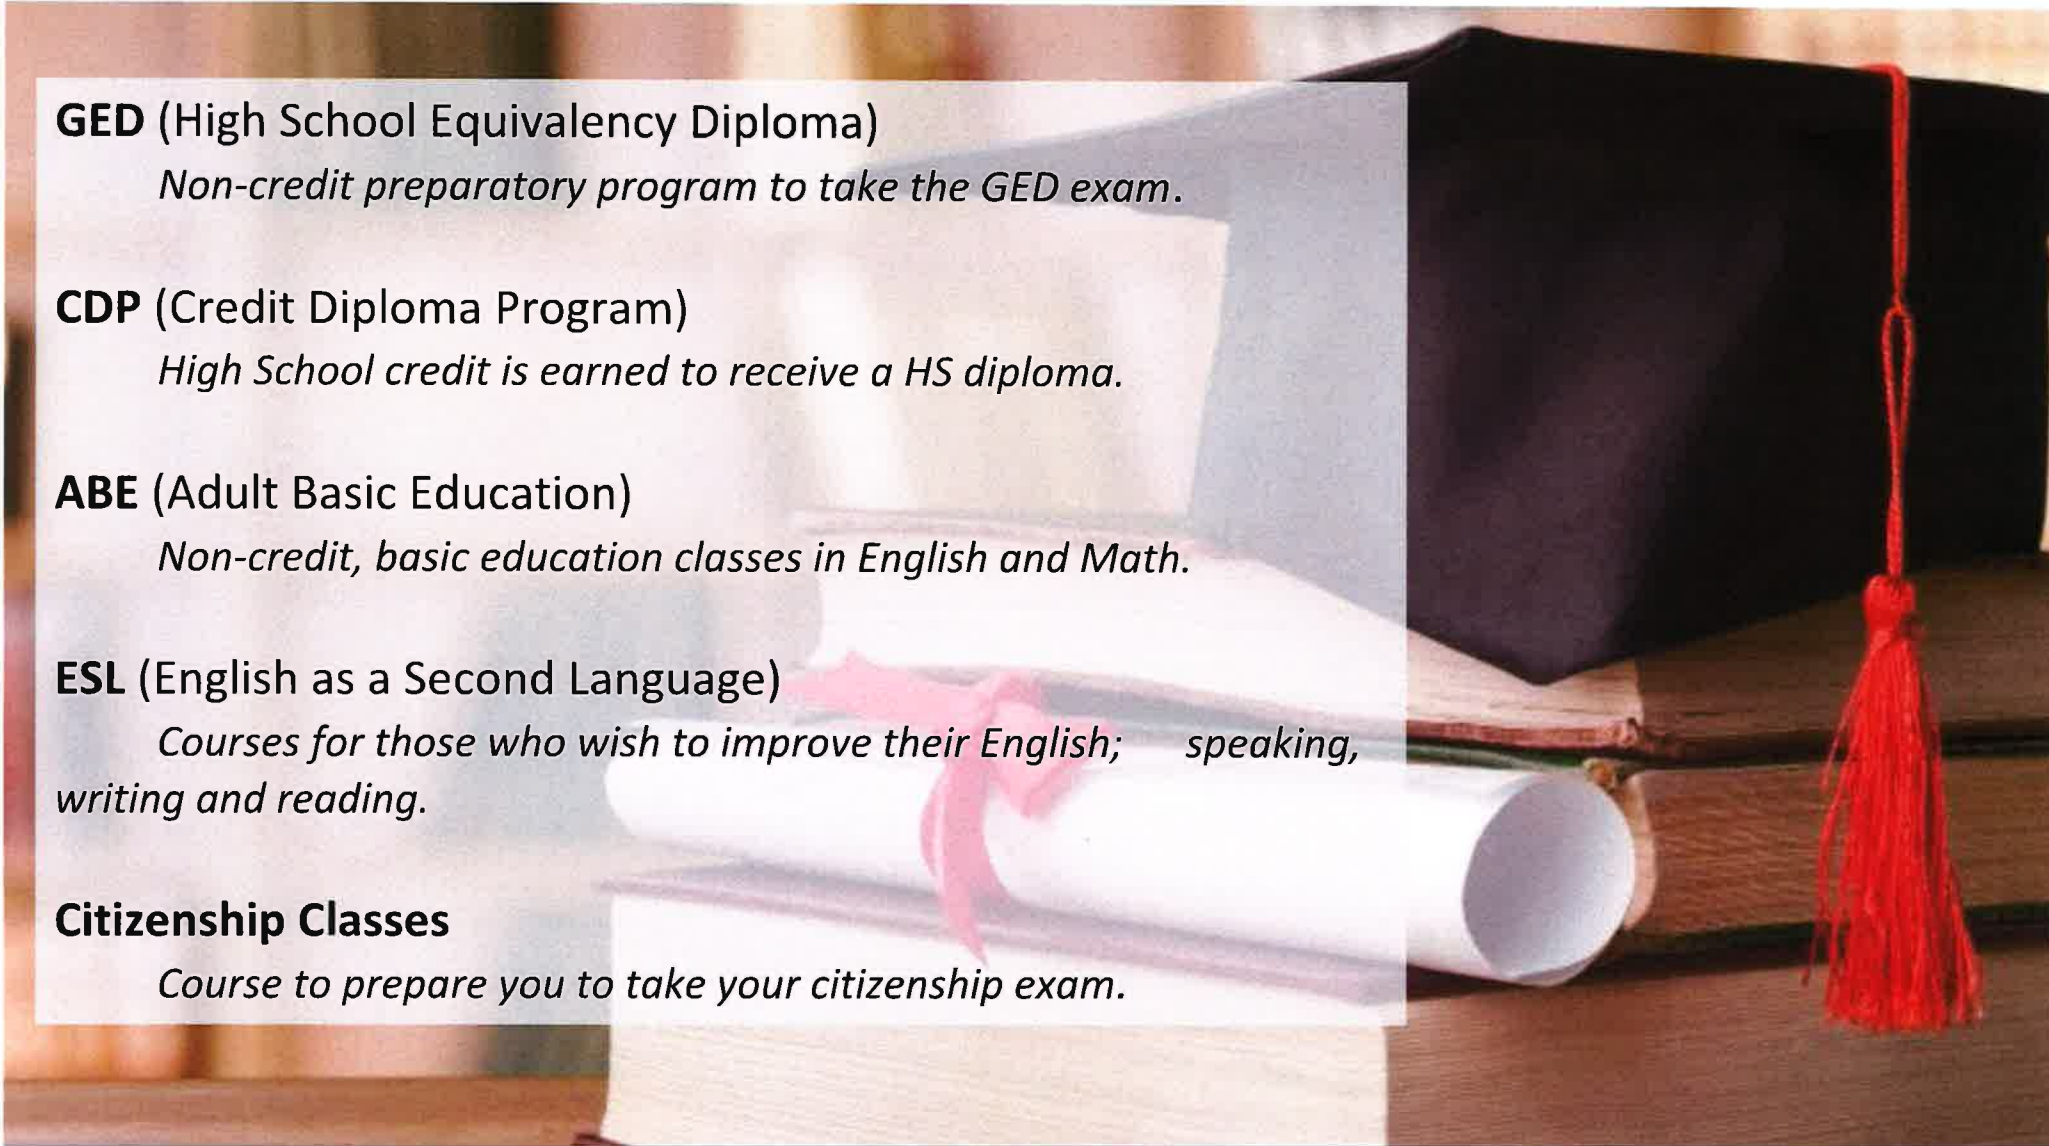 GED (High School Equivalency Diploma)
Non-credit preparatory program to take the GED exam.
CDP (Credit Diploma Program)
High School credit is earned to receive a HS diploma.
ABE (Adult Basic Education)
Non-credit, basic education classes in English and Math.
ESL (English as a Second Language)
Courses for those who wish to improve their English; speaking,
writing and reading.
Citizenship Classes
Course to prepare you to take your citizenship exam.